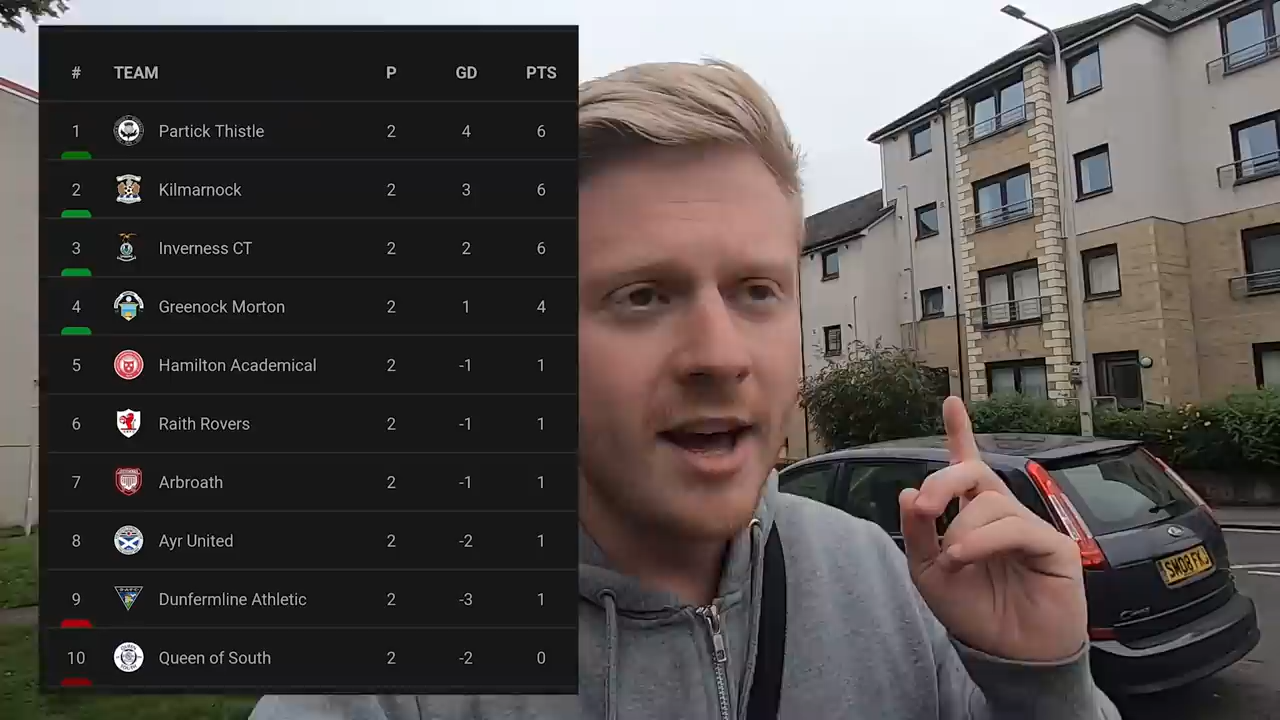 # TEAM P GD PTS
1 Partick Thistle 2 4 6
2 Kilmarnock 2 3 6
3 Inverness CT 2 2 6
4 Greenock Morton 2 1 4
5 Hamilton Academical 2 -1 1
6 Raith Rovers 2 -1 1
7 Arbroath 2 -1 1
8 Ayr United 2 -2 1
9 Dunfermline Athletic 2 -3 1
10 Queen of South 2 -2 0